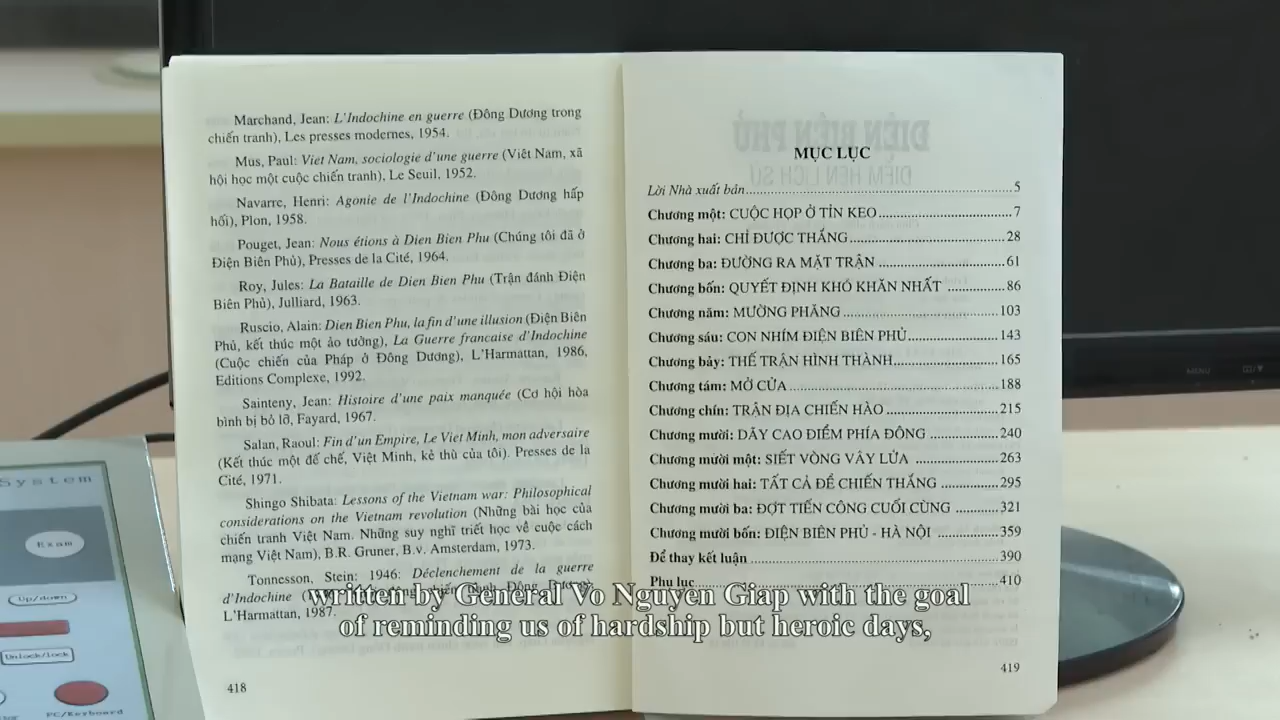 Marchand, Jean: L'Indochine en guerre (Đông Dương trong
chiến tranh), Les presses modernes, 1954.
Mus, Paul: Viet Nam, sociologie d'une guerre (Việt Nam, xã
hội học một cuộc chiến tranh), Le Seuil, 1952.
Navarre, Henri: Agonie de l'Indochine (Đông Dương hấp
hối), Plon, 1958.
Pouget, Jean: Nous étions à Dien Bien Phu (Chúng tôi đã ở
Điện Biên Phủ), Presses de la Cité, 1964.
Roy, Jules: La Bataille de Dien Bien Phu (Trận đánh Điện
Biên Phủ), Julliard, 1963.
Ruscio, Alain: Dien Bien Phu, la fin d'une illusion (Điện Biên
Phủ, kết thúc một ảo tưởng), La Guerre francaise d'Indochine
(Cuộc chiến của Pháp ở Đông Dương), L'Harmattan, 1986,
Editions Complexe, 1992.
Sainteny, Jean: Histoire d'une paix manquée (Cơ hội hòa
bình bị bỏ lỡ, Fayard, 1967.
Salan, Raoul: Fin d'un Empire, Le Viet Minh, mon adversaire
(Kết thúc một đế chế, Việt Minh, kẻ thù của tôi). Presses de la
Cité, 1971.
Shingo Shibata: Lessons of the Vietnam war: Philosophical
considerations on the Vietnam revolution (Những bài học của
chiến tranh Việt Nam. Những suy nghĩ triết học về cuộc cách
mạng Việt Nam), B.R. Gruner, B.v. Amsterdam, 1973.
Tonnesson, Stein: 1946: Déclenchement de la guerre
d'Indochine
L'Harmattan, 1987.
418
MỤC LỤC
Lời Nhà xuất bản 5
Chương một: CUỘC HỌP Ở TỈN KEO 7
Chương hai: CHỈ ĐƯỢC THẮNG 28
Chương ba: ĐƯỜNG RA MẶT TRẬN 61
Chương bốn: QUYẾT ĐỊNH KHÓ KHĂN NHẤT 86
Chương năm: MƯỜNG PHĂNG 103
Chương sáu: CON NHÍM ĐIỆN BIÊN PHỦ 143
Chương bảy: THẾ TRẬN HÌNH THÀNH 165
Chương tám: MỞ CỬA 188
Chương chín: TRẬN ĐỊA CHIẾN HÀO 215
Chương mười: DÃY CAO ĐIỂM PHÍA ĐÔNG 240
Chương mười một: SIẾT VÒNG VÂY LỬA 263
Chương mười hai: TẤT CẢ ĐỂ CHIẾN THẮNG 295
Chương mười ba: ĐỢT TIẾN CÔNG CUỐI CÙNG 321
Chương mười bốn: ĐIỆN BIÊN PHỦ - HÀ NỘI 359
Để thay kết luận 390
Phụ lục 410
419
written by General Vo Nguyen Giap with the goal
of reminding us of hardship but heroic days,
System
Exam
Up/down
Unlock/lock
PC/Keyboard
MENU